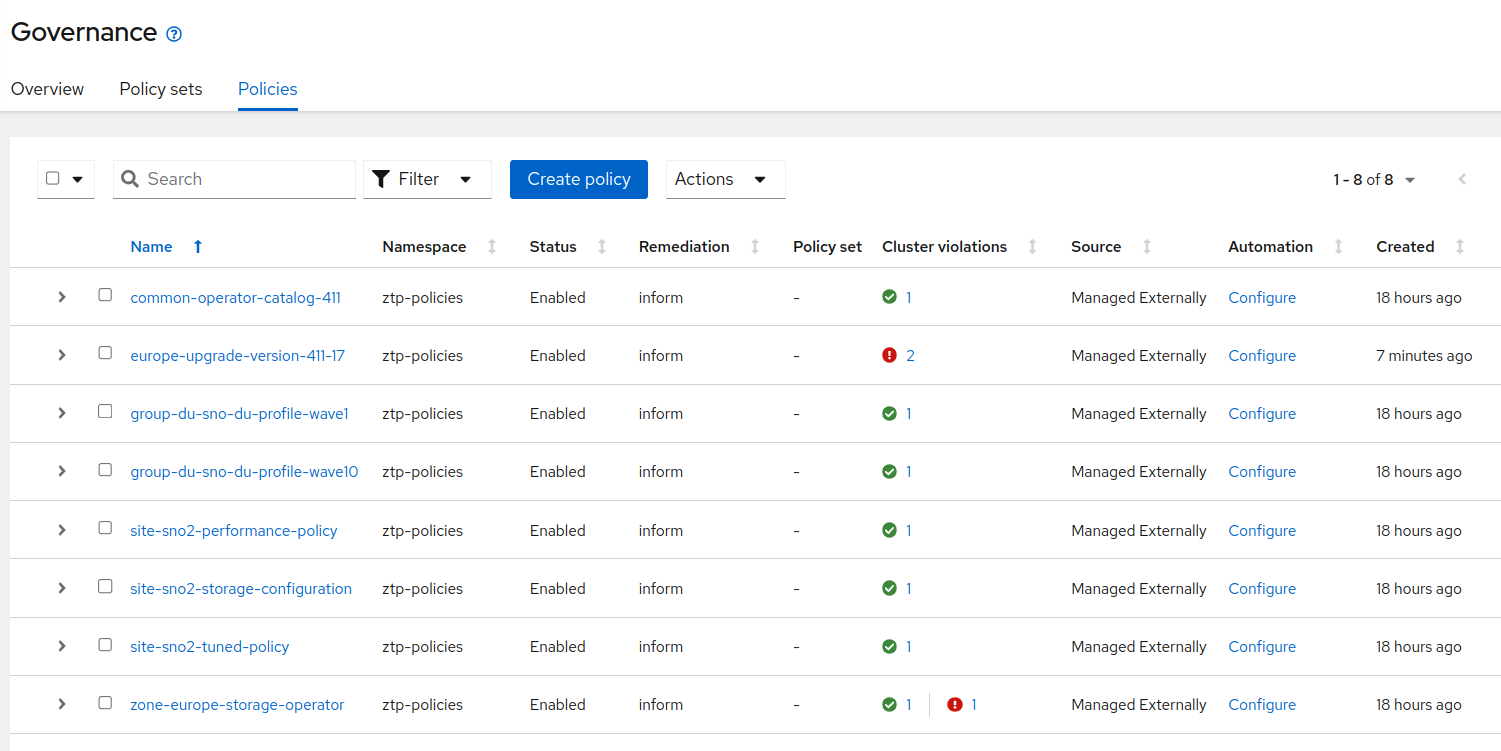 Governance
Overview Policy sets Policies
Search Filter Create policy Actions 1 - 8 of 8
Name Namespace Status Remediation Policy set Cluster violations Source Automation Created
common-operator-catalog-411 ztp-policies Enabled inform - 1 Managed Externally Configure 18 hours ago
europe-upgrade-version-411-17 ztp-policies Enabled inform - 2 Managed Externally Configure 7 minutes ago
group-du-sno-du-profile-wave1 ztp-policies Enabled inform - 1 Managed Externally Configure 18 hours ago
group-du-sno-du-profile-wave10 ztp-policies Enabled inform - 1 Managed Externally Configure 18 hours ago
site-sno2-performance-policy ztp-policies Enabled inform - 1 Managed Externally Configure 18 hours ago
site-sno2-storage-configuration ztp-policies Enabled inform - 1 Managed Externally Configure 18 hours ago
site-sno2-tuned-policy ztp-policies Enabled inform - 1 Managed Externally Configure 18 hours ago
zone-europe-storage-operator ztp-policies Enabled inform - 1 1 Managed Externally Configure 18 hours ago